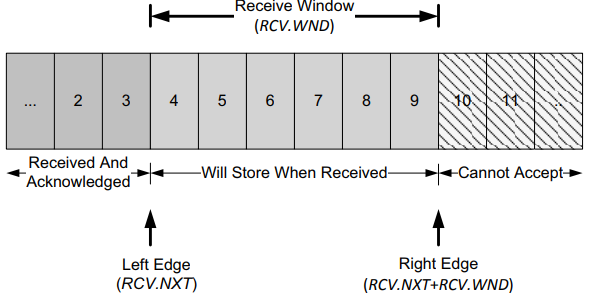 Receive Window
(RCV.WND)
... 2 3 4 5 6 7 8 9 10 11 ...
Received And
Acknowledged
Will Store When Received
Cannot Accept
Left Edge
(RCV.NXT)
Right Edge
(RCV.NXT+RCV.WND)